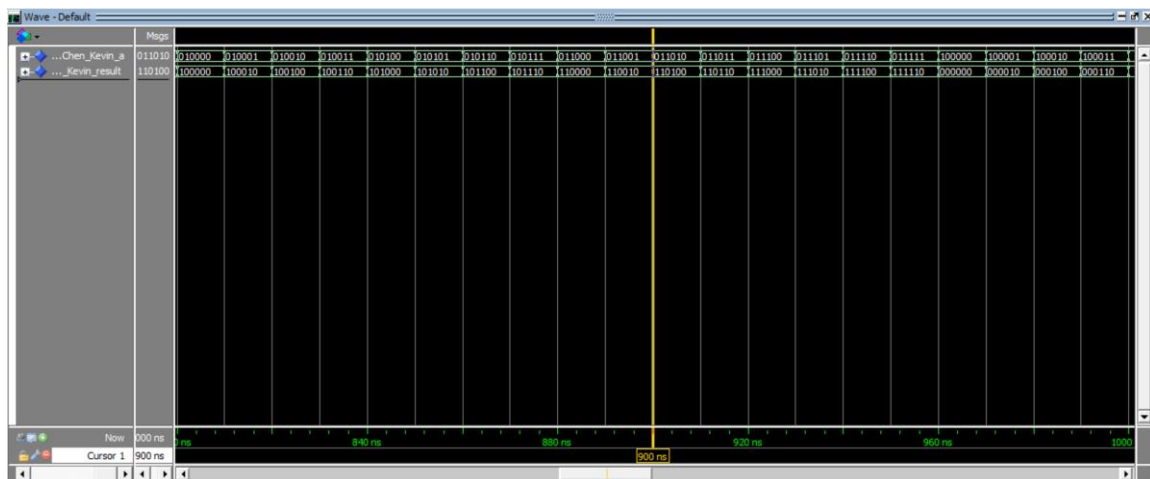 Wave - Default
Msgs
...Chen_Kevin_a 011010 010000 010001 010010 010011 010100 010101 010110 010111 011000 011001 011010 011011 011100 011101 011110 011111 100000 100001 100010 100011
..._Kevin_result 110100 100000 100010 100100 100110 101000 101010 101100 101110 110000 110010 110100 110110 111000 111010 111100 111110 000000 000010 000100 000110
Now 000 ns ns 840 ns 880 ns 920 ns 960 ns 1000
Cursor 1 900 ns 900 ns